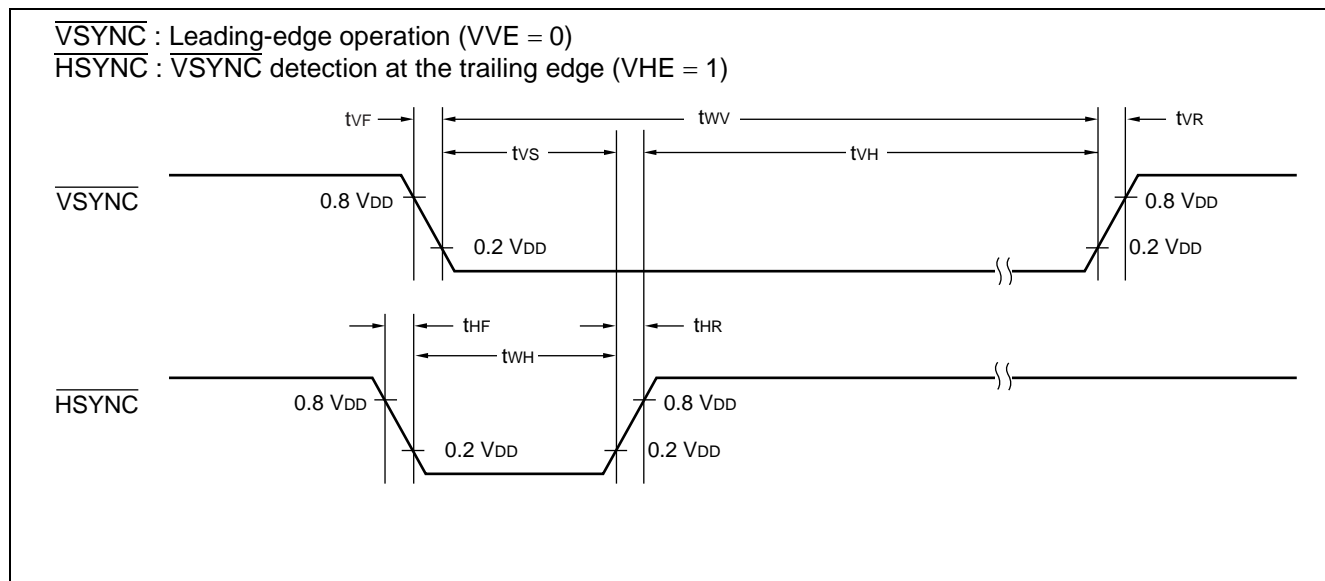 VSYNC : Leading-edge operation (VVE = 0)
HSYNC : VSYNC detection at the trailing edge (VHE = 1)
tVF
tWV
tVR
tVS
tVH
VSYNC
0.8 VDD
0.8 VDD
0.2 VDD
0.2 VDD
tHF
tHR
tWH
HSYNC
0.8 VDD
0.8 VDD
0.2 VDD
0.2 VDD